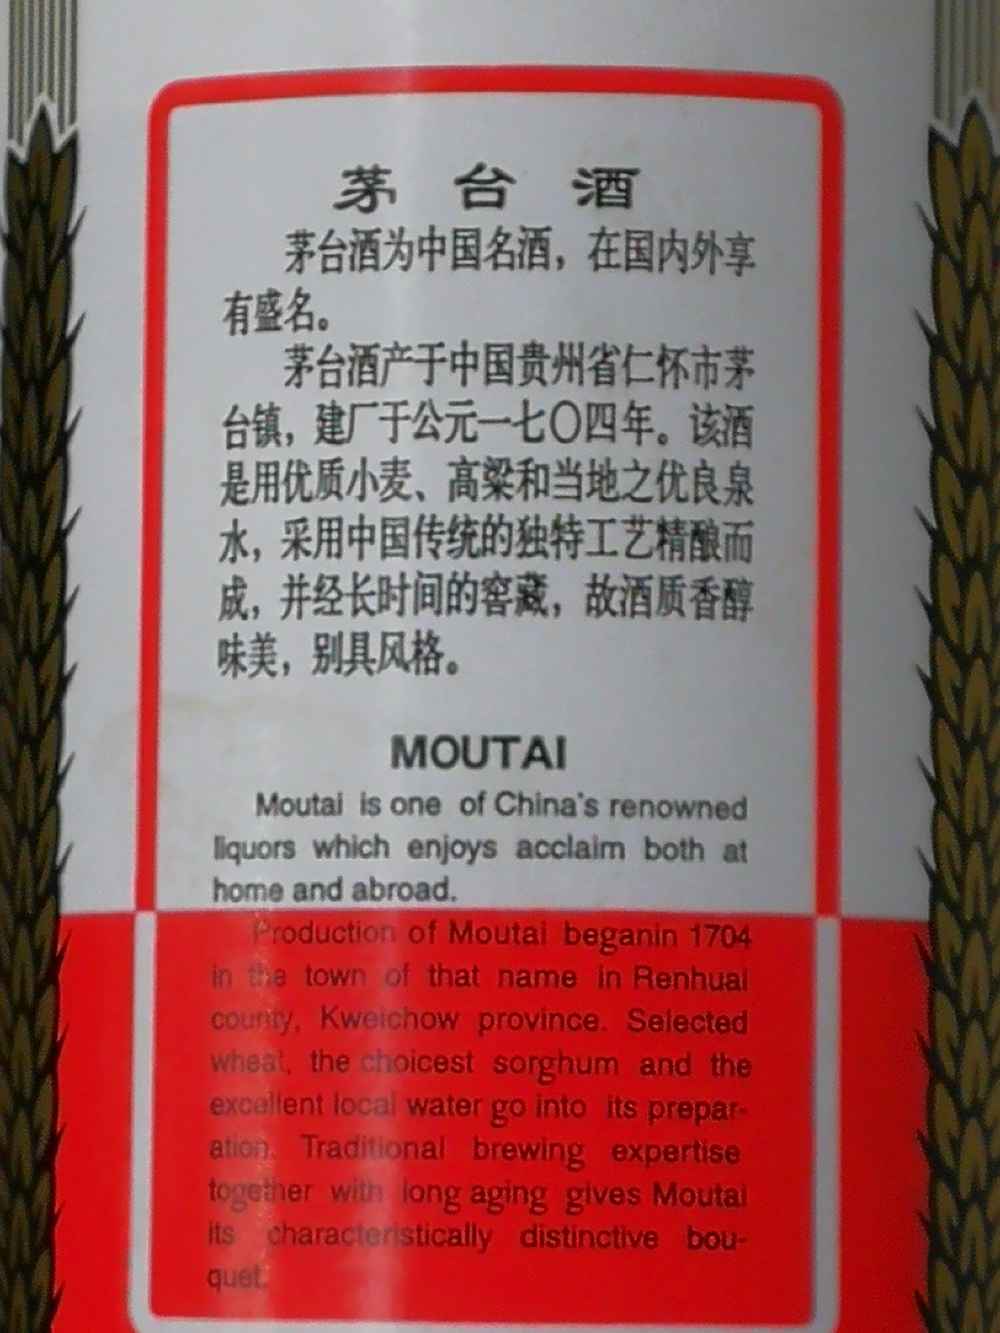 茅台酒
茅台酒为中国名酒，在国内外享
有盛名。
茅台酒产于中国贵州省仁怀市茅
台镇，建厂于公元一七〇四年。该酒
是用优质小麦、高粱和当地之优良泉
水，采用中国传统的独特工艺精酿而
成，并经长时间的窖藏，故酒质香醇
味美，别具风格。
MOUTAI
Moutai is one of China's renowned
liquors which enjoys acclaim both at
home and abroad.
Production of Moutai beganin 1704
in the town of that name in Renhuai
county, Kweichow province. Selected
wheat, the choicest sorghum and the
excellent local water go into its prepar-
ation. Traditional brewing expertise
together with long aging gives Moutai
its characteristically distinctive bou-
quet.